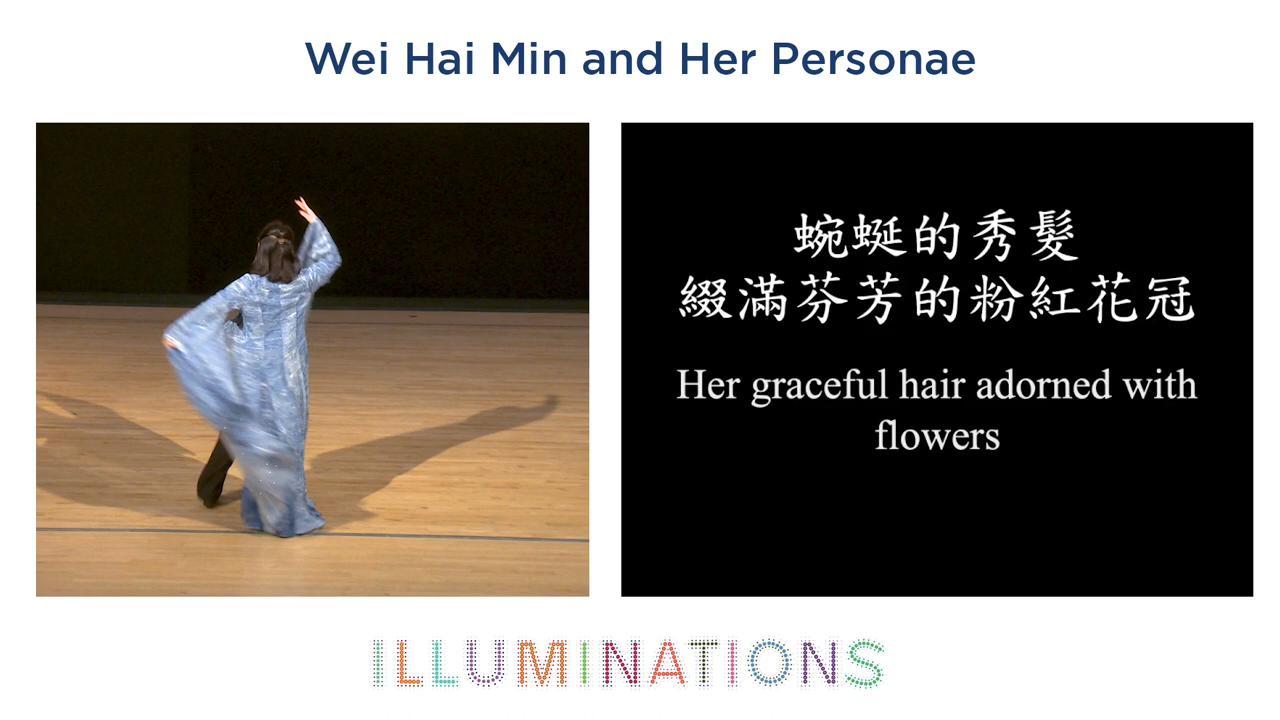 Wei Hai Min and Her Personae
蜿蜒的秀髮
綴滿芬芳的粉紅花冠
Her graceful hair adorned with
flowers
ILLUMINATIONS